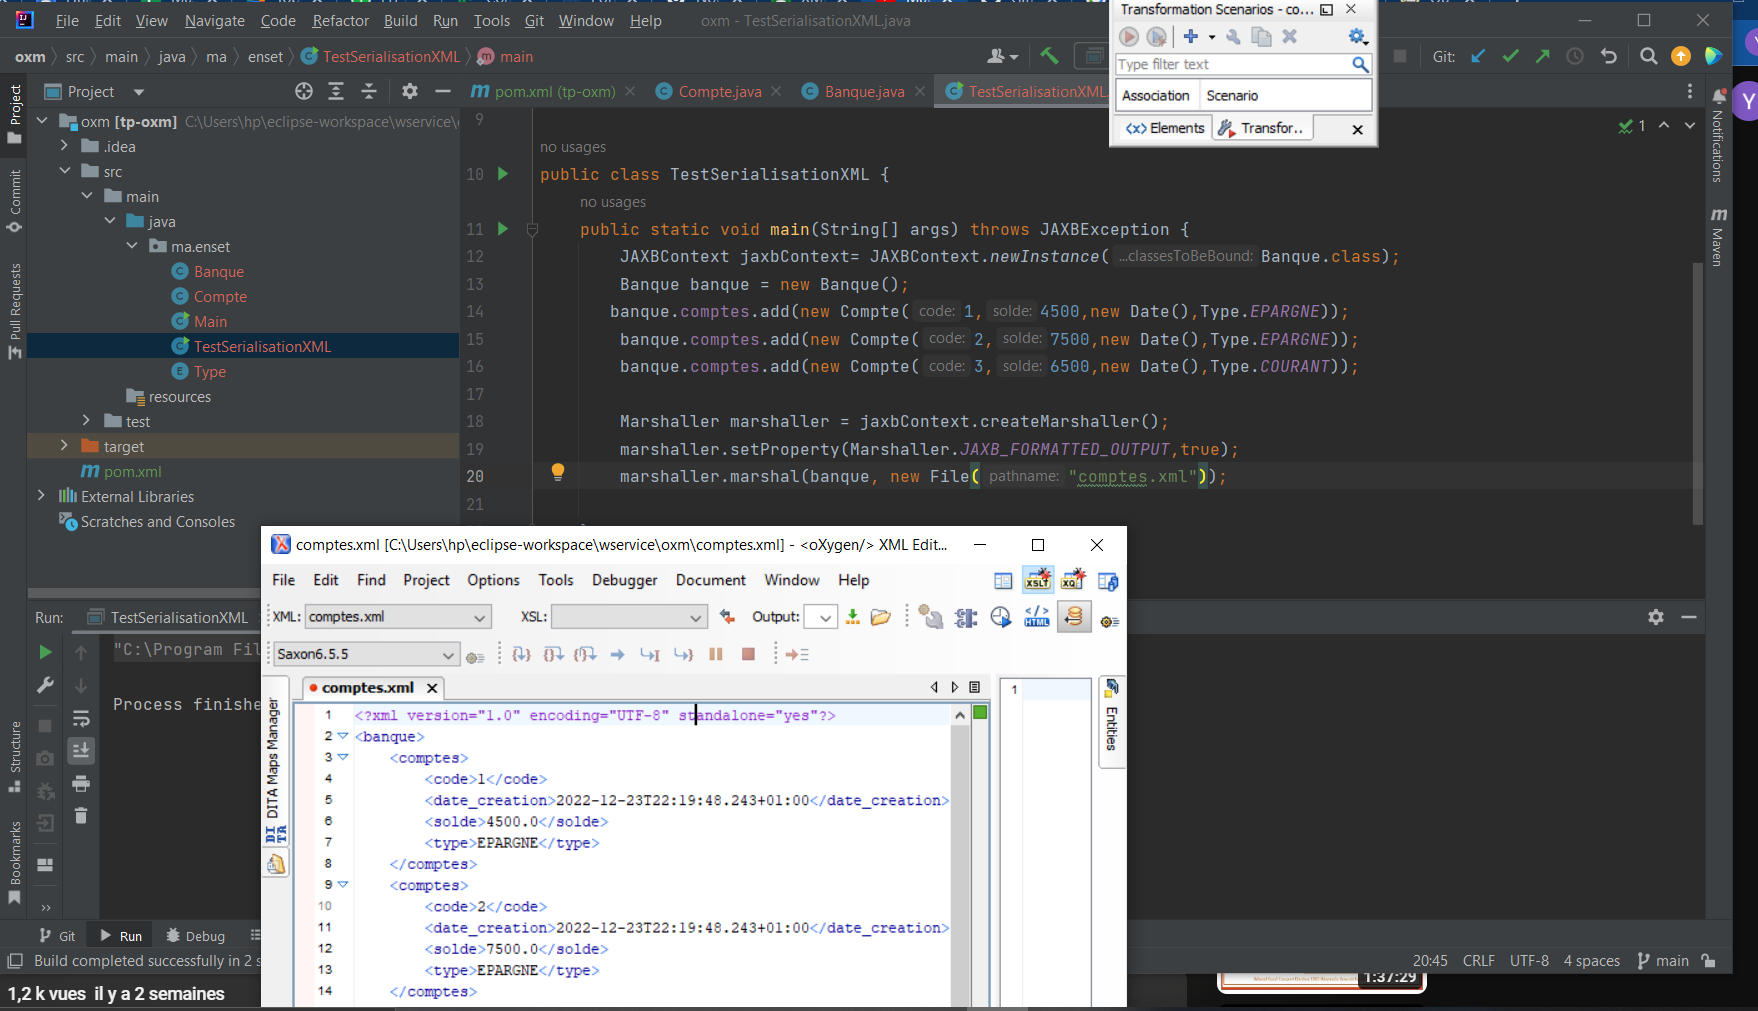 File Edit View Navigate Code Refactor Build Run Tools Git Window Help oxm - TestSerialisationXML.java
oxm src main java ma enset TestSerialisationXML main
Git:
Transformation Scenarios - co...
Type filter text
Association Scenario
Elements Transfor..
Project
pom.xml (tp-oxm) Compte.java Banque.java TestSerialisationXML.
oxm [tp-oxm] C:\Users\hp\eclipse-workspace\wservice\
.idea
src
main
java
ma.enset
Banque
Compte
Main
TestSerialisationXML
Type
resources
test
target
pom.xml
External Libraries
Scratches and Consoles
Project
Commit
Pull Requests
Structure
Bookmarks
Notifications
Maven
Y
1
9
no usages
10 public class TestSerialisationXML {
no usages
11 public static void main(String[] args) throws JAXBException {
12 JAXBContext jaxbContext= JAXBContext.newInstance( ...classesToBeBound: Banque.class);
13 Banque banque = new Banque();
14 banque.comptes.add(new Compte( code: 1, solde: 4500,new Date(),Type.EPARGNE));
15 banque.comptes.add(new Compte( code: 2, solde: 7500,new Date(),Type.EPARGNE));
16 banque.comptes.add(new Compte( code: 3, solde: 6500,new Date(),Type.COURANT));
17
18 Marshaller marshaller = jaxbContext.createMarshaller();
19 marshaller.setProperty(Marshaller.JAXB_FORMATTED_OUTPUT,true);
20 marshaller.marshal(banque, new File( pathname: "comptes.xml"));
21
Run: TestSerialisationXML
"C:\Program Fil
Process finishe
comptes.xml [C:\Users\hp\eclipse-workspace\wservice\oxm\comptes.xml] - <oXygen/> XML Edit...
File Edit Find Project Options Tools Debugger Document Window Help
XSLT XQ
XML: comptes.xml XSL: Output: HTML
Saxon6.5.5
comptes.xml
DITA Maps Manager
Entities
1
1 <?xml version="1.0" encoding="UTF-8" standalone="yes"?>
2 <banque>
3 <comptes>
4 <code>1</code>
5 <date_creation>2022-12-23T22:19:48.243+01:00</date_creation>
6 <solde>4500.0</solde>
7 <type>EPARGNE</type>
8 </comptes>
9 <comptes>
10 <code>2</code>
11 <date_creation>2022-12-23T22:19:48.243+01:00</date_creation>
12 <solde>7500.0</solde>
13 <type>EPARGNE</type>
14 </comptes>
Git Run Debug
Build completed successfully in 2 s
20:45 CRLF UTF-8 4 spaces main
1,2 k vues il y a 2 semaines
1:37:29